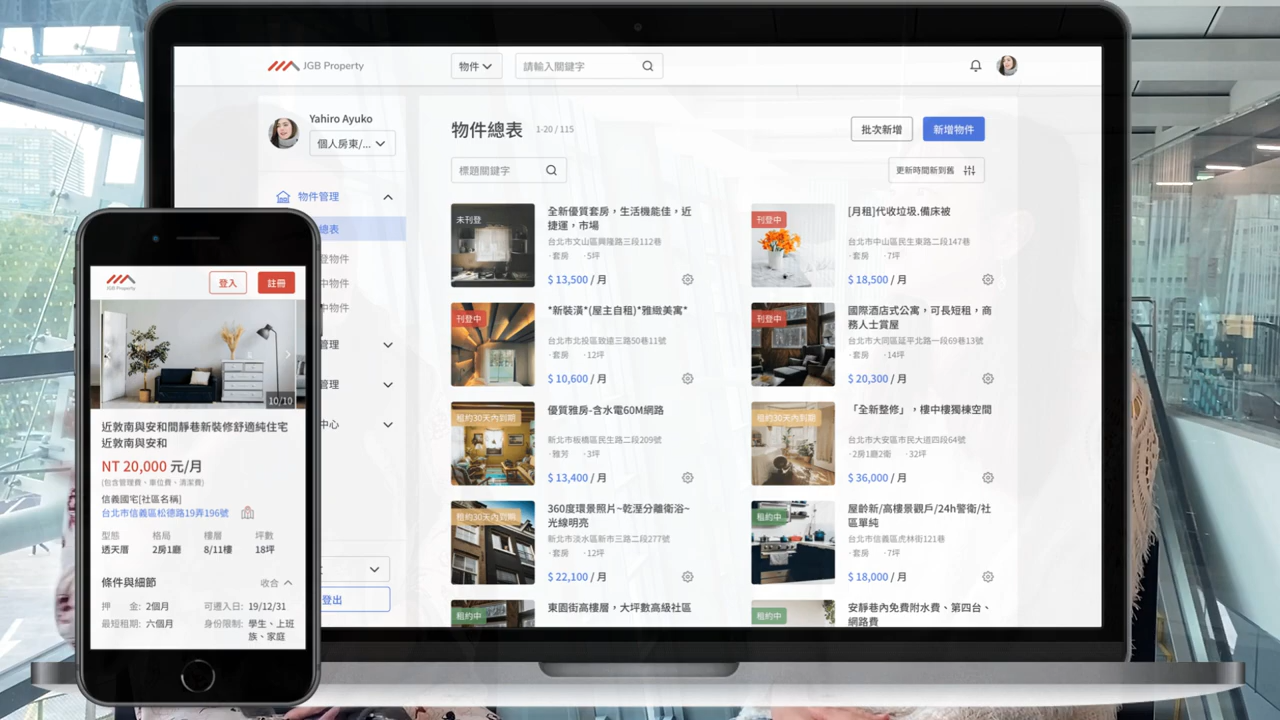 JGB Property
物件
請輸入關鍵字
Yahiro Ayuko
個人房東/...
物件管理
總表
登物件
中物件
中物件
管理
管理
中心
登出
物件總表
1-20 / 115
批次新增
新增物件
標題關鍵字
更新時間新到舊
未刊登
全新優質套房，生活機能佳，近
捷運，市場
台北市文山區興隆路三段112巷
·套房 ·5坪
$ 13,500 / 月
刊登中
[月租]代收垃圾.備床被
台北市中山區民生東路二段147巷
·套房 ·7坪
$ 18,500 / 月
刊登中
*新裝潢*(屋主自租)*雅緻美寓*
台北市北投區致遠三路50巷11號
·套房 ·12坪
$ 10,600 / 月
刊登中
國際酒店式公寓，可長短租，商
務人士賞屋
台北市大同區延平北路一段69巷13號
·套房 ·14坪
$ 20,300 / 月
租約30天內到期
優質雅房-含水電60M網路
新北市板橋區民生路二段209號
·雅芳 ·3坪
$ 13,400 / 月
租約30天內到期
「全新整修」，樓中樓獨棟空間
台北市大安區市民大道四段64號
·2房1廳2衛 ·32坪
$ 36,000 / 月
租約30天內到期
360度環景照片~乾溼分離衛浴~
光線明亮
新北市淡水區新市三路二段277號
·套房 ·12坪
$ 22,100 / 月
租約中
屋齡新/高樓景觀戶/24h警衛/社
區單純
台北市信義區虎林街121巷
·套房 ·7坪
$ 18,000 / 月
租約中
東園街高樓層，大坪數高級社區
租約中
安靜巷內免費附水費、第四台、
網路費
JGB Property
登入
註冊
10/10
近敦南與安和間靜巷新裝修舒適純住宅
近敦南與安和
NT 20,000 元/月
(包含管理費、車位費、清潔費)
信義國宅[社區名稱]
台北市信義區松德路19弄196號
型態 格局 樓層 坪數
透天厝 2房1廳 8/11樓 18坪
條件與細節 收合
押 金: 2個月 可遷入日: 19/12/31
最短租期: 六個月 身份限制: 學生、上班
族、家庭